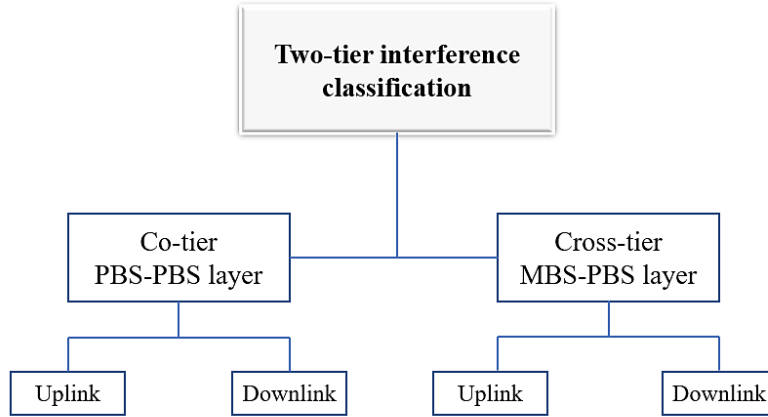 Two-tier interference
classification
Co-tier
PBS-PBS layer
Cross-tier
MBS-PBS layer
Uplink
Downlink
Uplink
Downlink